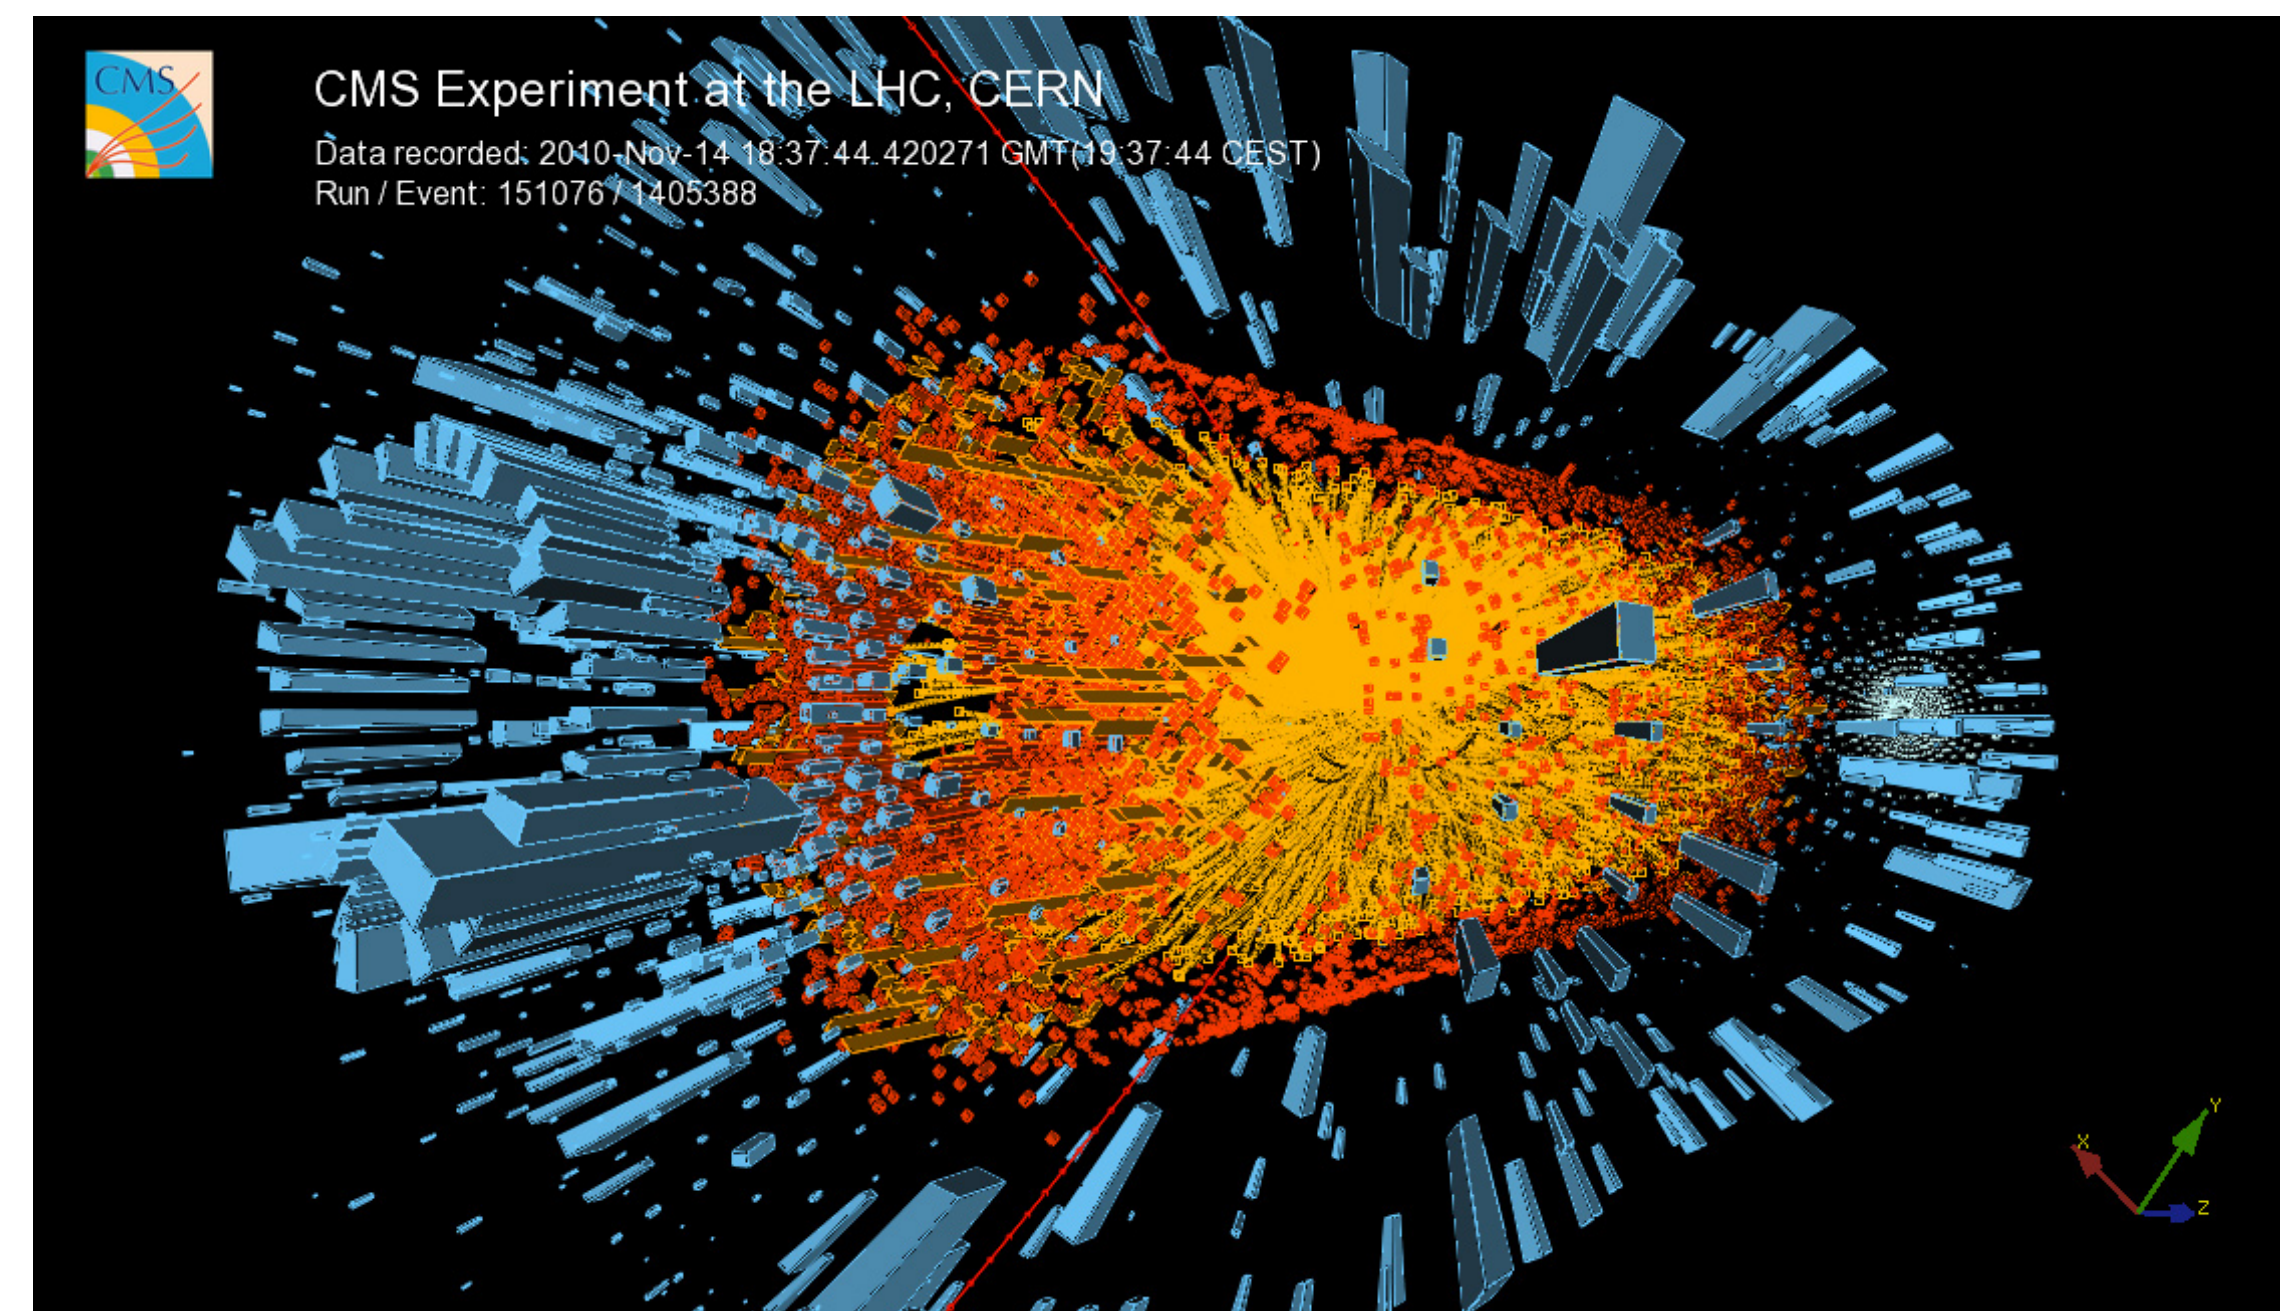 CMS
CMS Experiment at the LHC, CERN
Data recorded: 2010-Nov-14 18:37:44.420271 GMT(19:37:44 CEST)
Run / Event: 151076 / 1405388
Y
X
Z